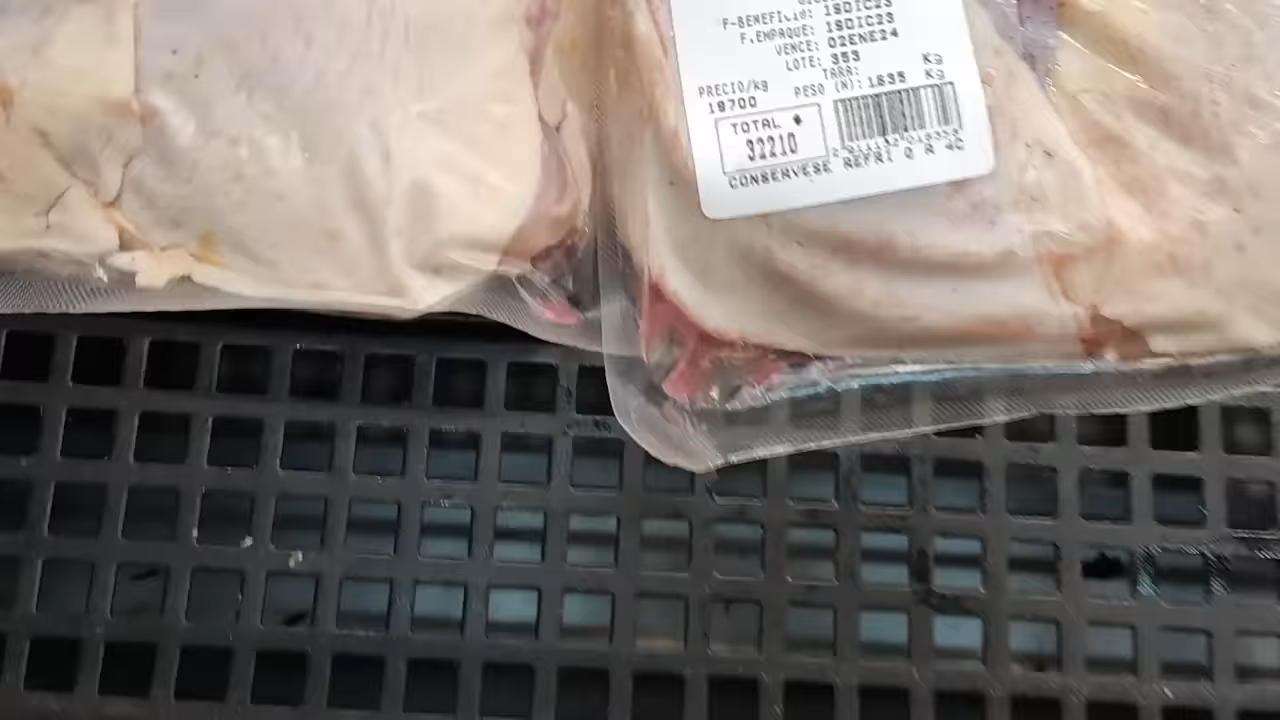 F-BENEFICIO: 19DIC23
F.EMPAQUE: 19DIC23
VENCE: 02ENE24
LOTE: 353
TARA: Kg
PRECIO/kg PESO (N): 1635 Kg
19700
TOTAL
32210
CONSERVESE REFRI 0 A 4C